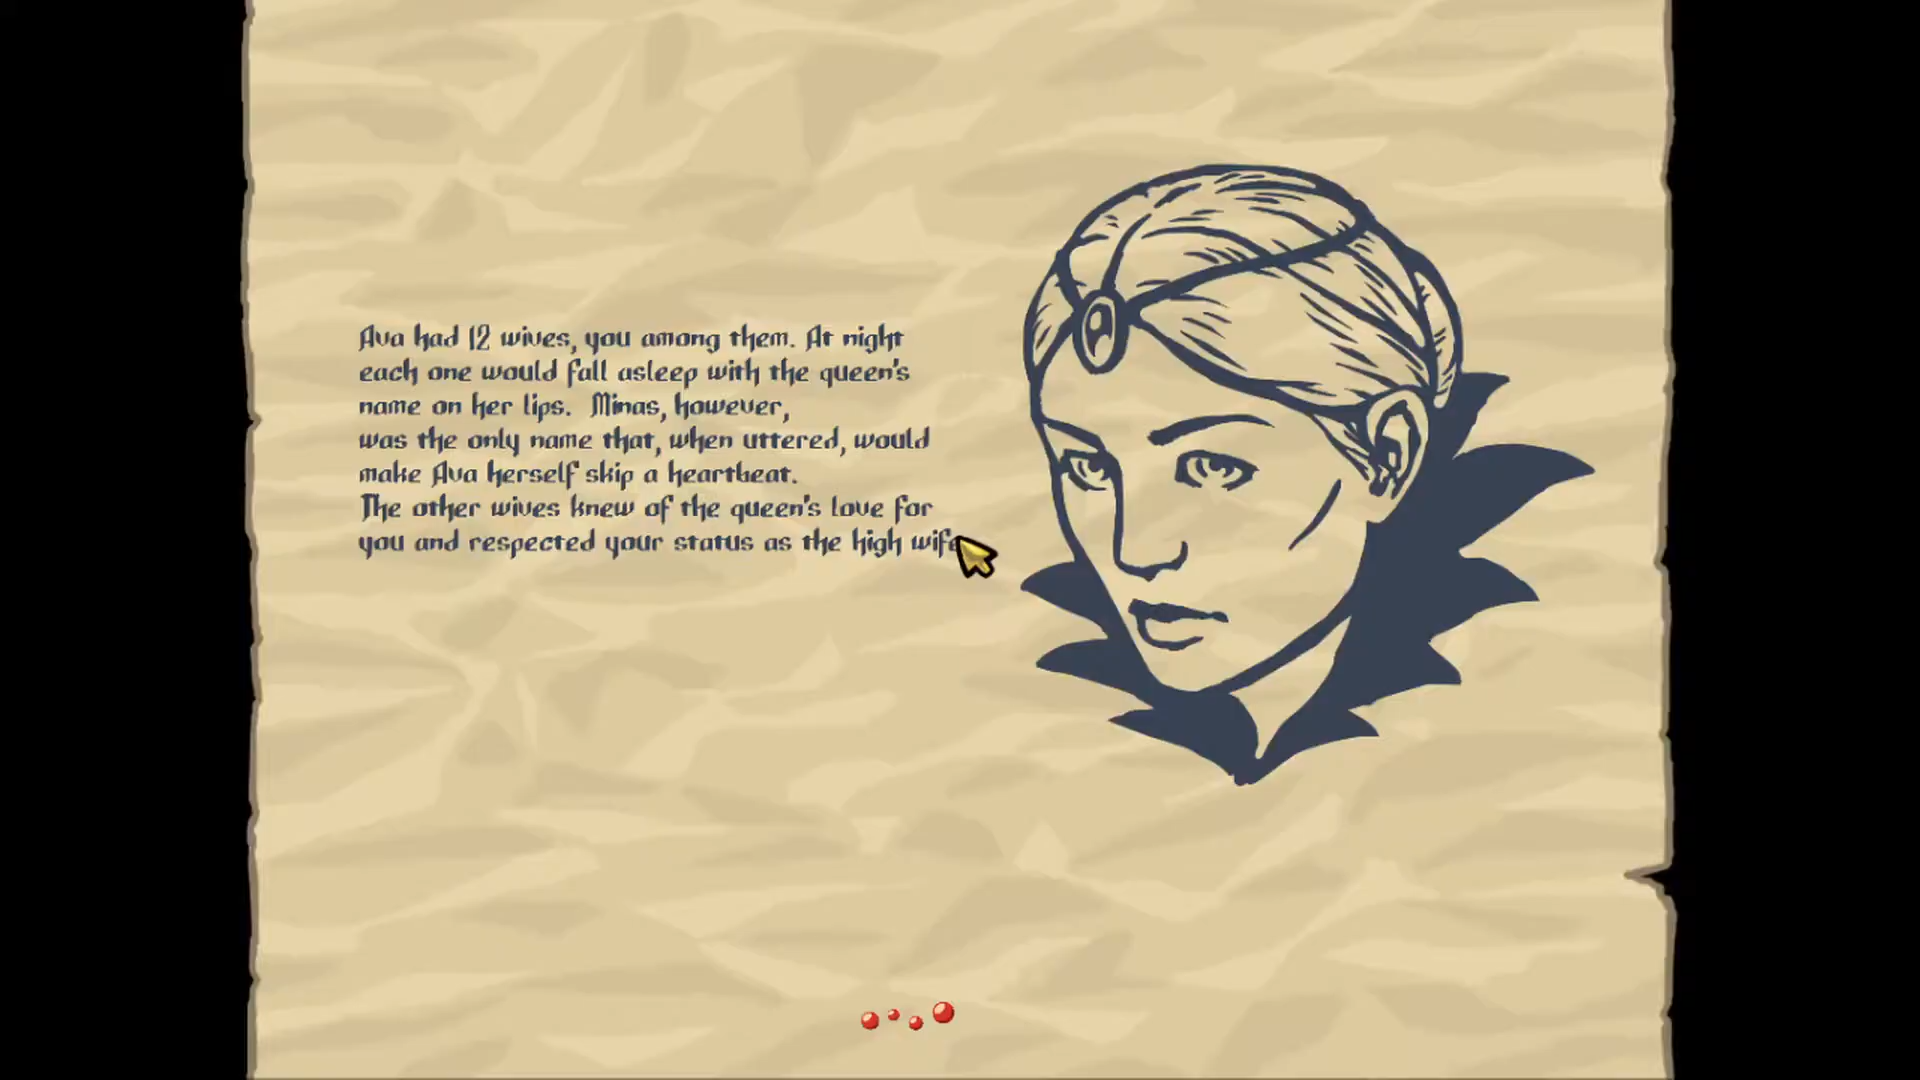 Ava had 12 wives, you among them. At night
each one would fall asleep with the queen's
name on her lips.  Minas, however,
was the only name that, when uttered, would
make Ava herself skip a heartbeat.
The other wives knew of the queen's love for
you and respected your status as the high wife